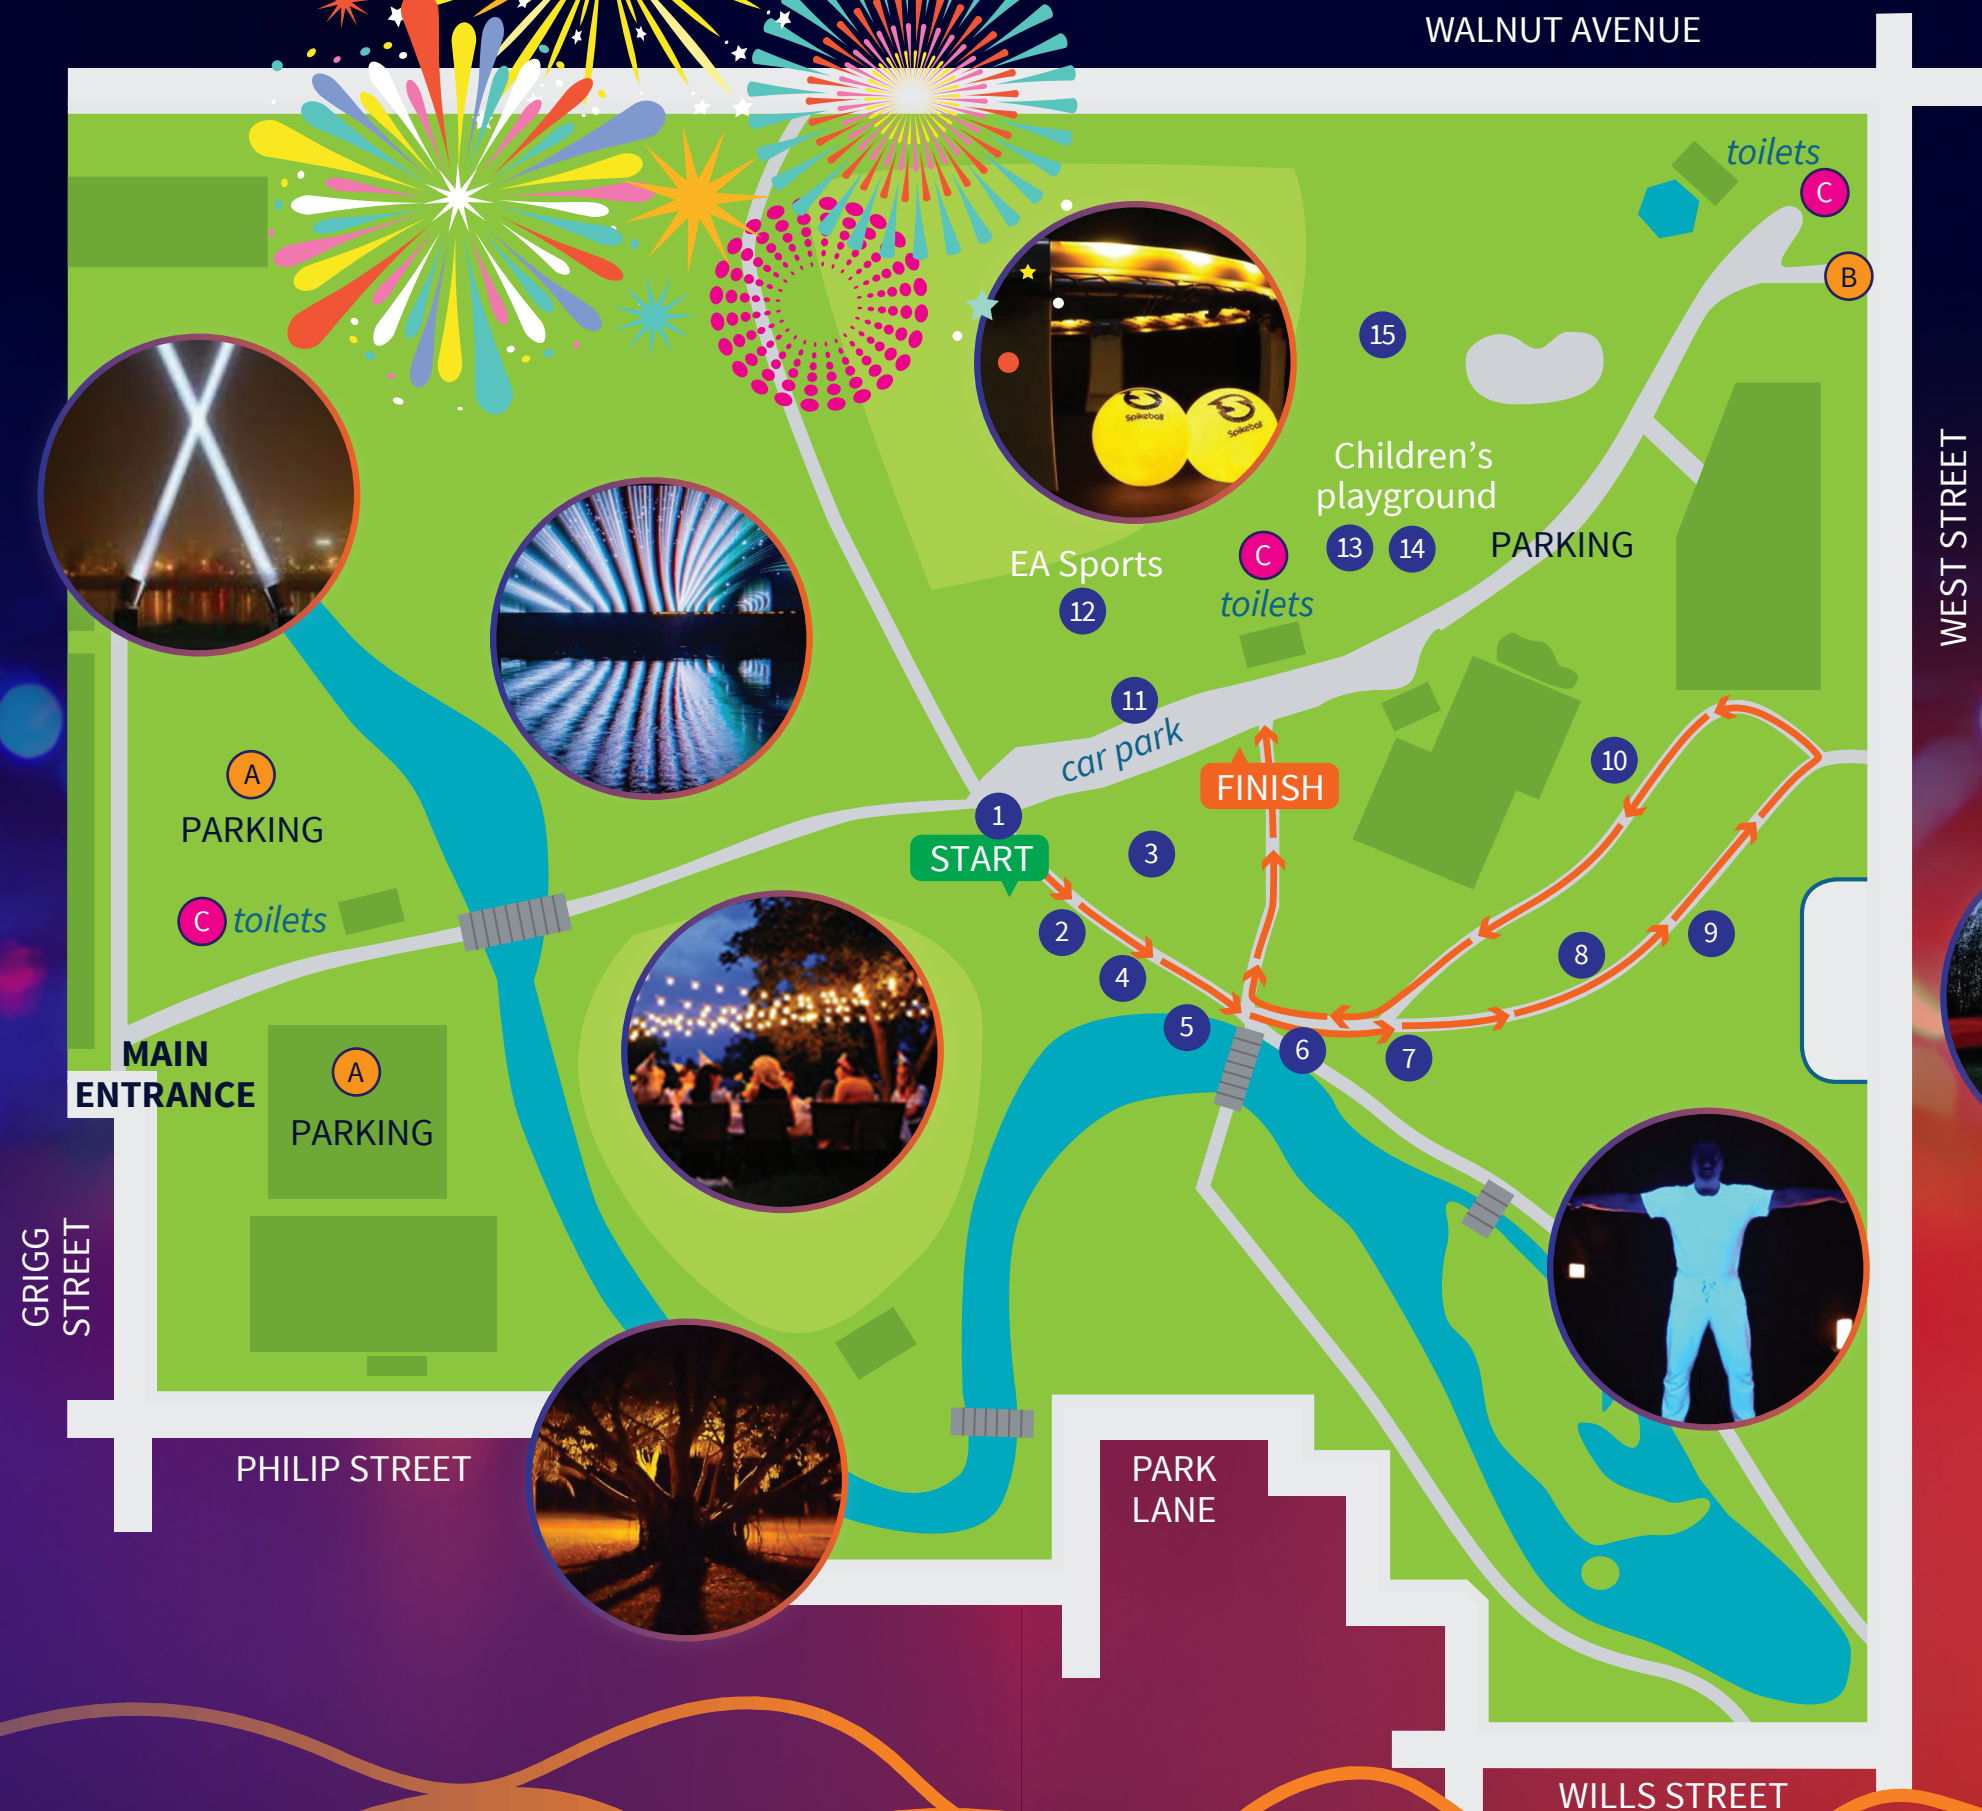 WALNUT AVENUE
toilets
C
B
15
Spikeball
Spikeball
Children's
playground
13
14
PARKING
WEST STREET
EA Sports
12
C
toilets
11
car park
FINISH
10
A
PARKING
1
START
3
C toilets
2
4
5
6
7
8
9
MAIN
ENTRANCE
A
PARKING
GRIGG
STREET
PHILIP STREET
PARK
LANE
WILLS STREET